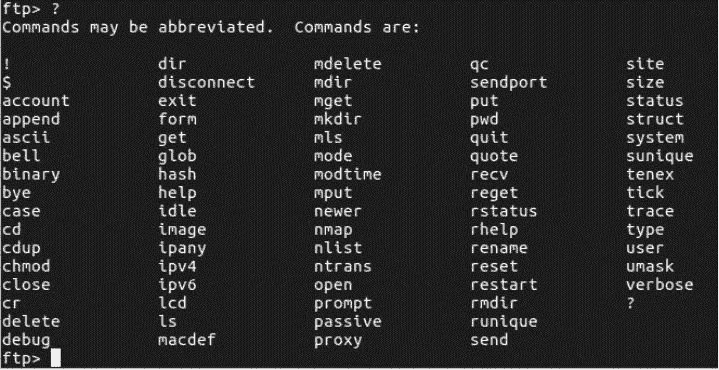 ftp> ?
Commands may be abbreviated.  Commands are:

!		dir		mdelete		qc		site
$		disconnect	mdir		sendport	size
account		exit		mget		put		status
append		form		mkdir		pwd		struct
ascii		get		mls		quit		system
bell		glob		mode		quote		sunique
binary		hash		modtime		recv		tenex
bye		help		mput		reget		tick
case		idle		newer		rstatus		trace
cd		image		nmap		rhelp		type
cdup		ipany		nlist		rename		user
chmod		ipv4		ntrans		reset		umask
close		ipv6		open		restart		verbose
cr		lcd		prompt		rmdir		?
delete		ls		passive		runique
debug		macdef		proxy		send
ftp>